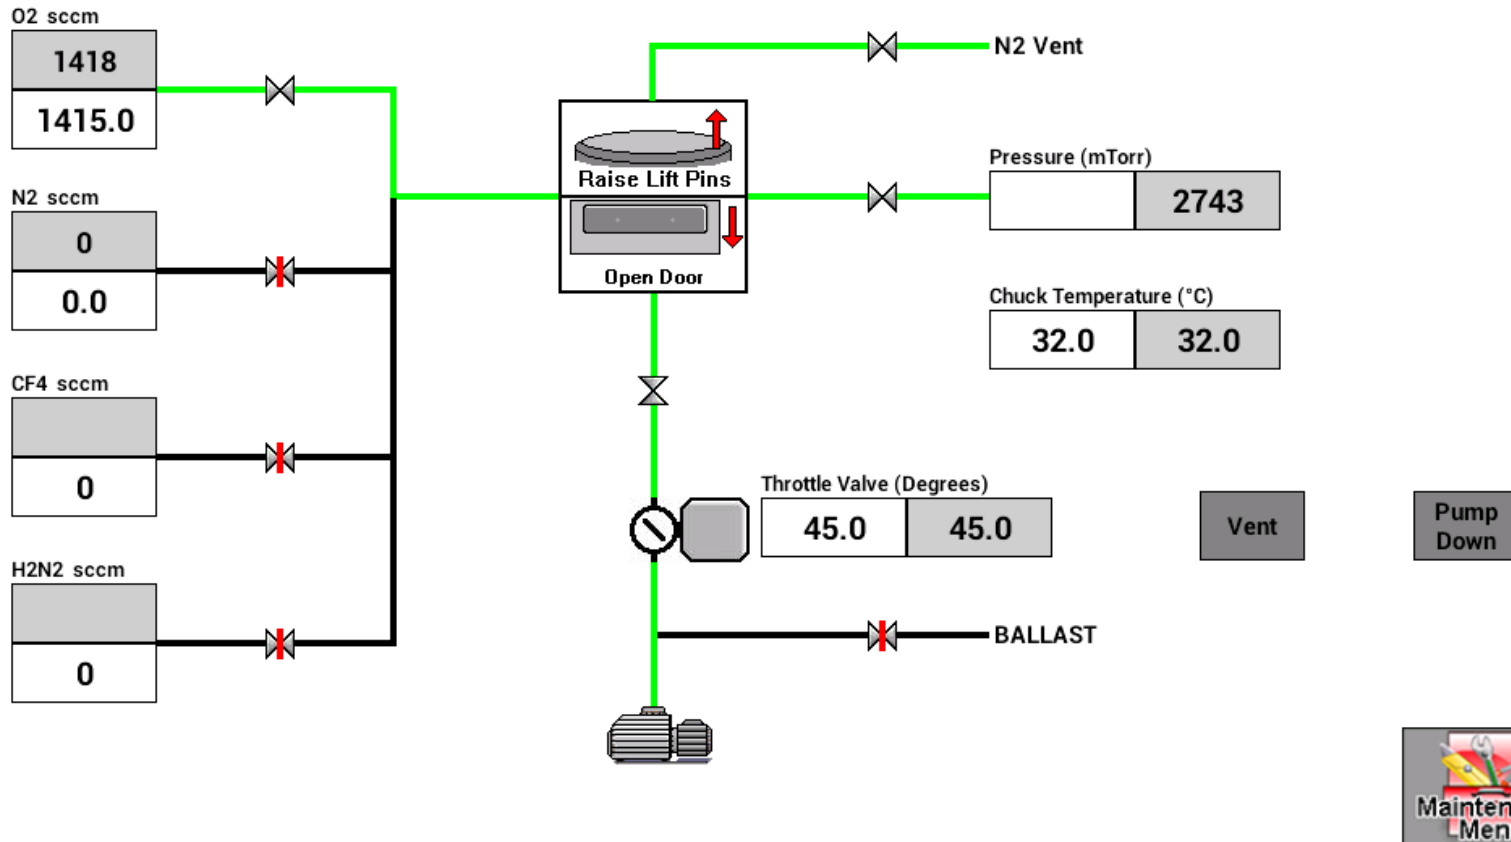 O2 sccm
1418
1415.0
N2 sccm
0
0.0
CF4 sccm
0
H2N2 sccm
0
N2 Vent
Raise Lift Pins
Open Door
Pressure (mTorr)
2743
Chuck Temperature (°C)
32.0 32.0
Throttle Valve (Degrees)
45.0 45.0
Vent
Pump
Down
BALLAST
Mainten
Men